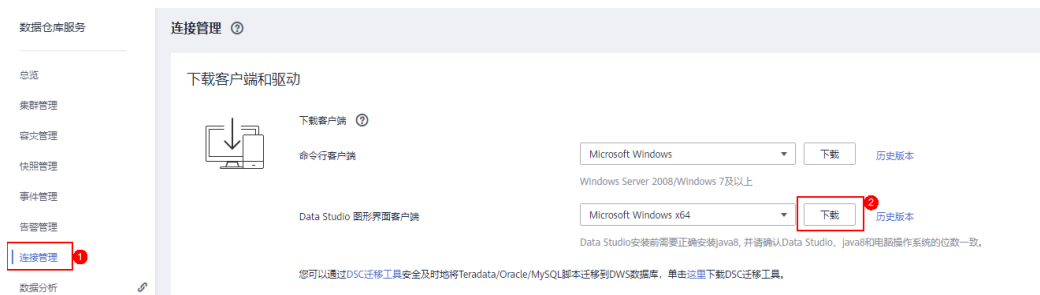 数据仓库服务
总览
集群管理
容灾管理
快照管理
事件管理
告警管理
连接管理 1
数据分析
连接管理 ?
下载客户端和驱动
下载客户端 ?
命令行客户端 Microsoft Windows 下载 历史版本
Windows Server 2008/Windows 7及以上
2
Data Studio 图形界面客户端 Microsoft Windows x64 下载 历史版本
Data Studio安装前需要正确安装java8, 并请确认Data Studio、java8和电脑操作系统的位数一致。
您可以通过DSC迁移工具安全及时地将Teradata/Oracle/MySQL脚本迁移到DWS数据库，单击这里下载DSC迁移工具。